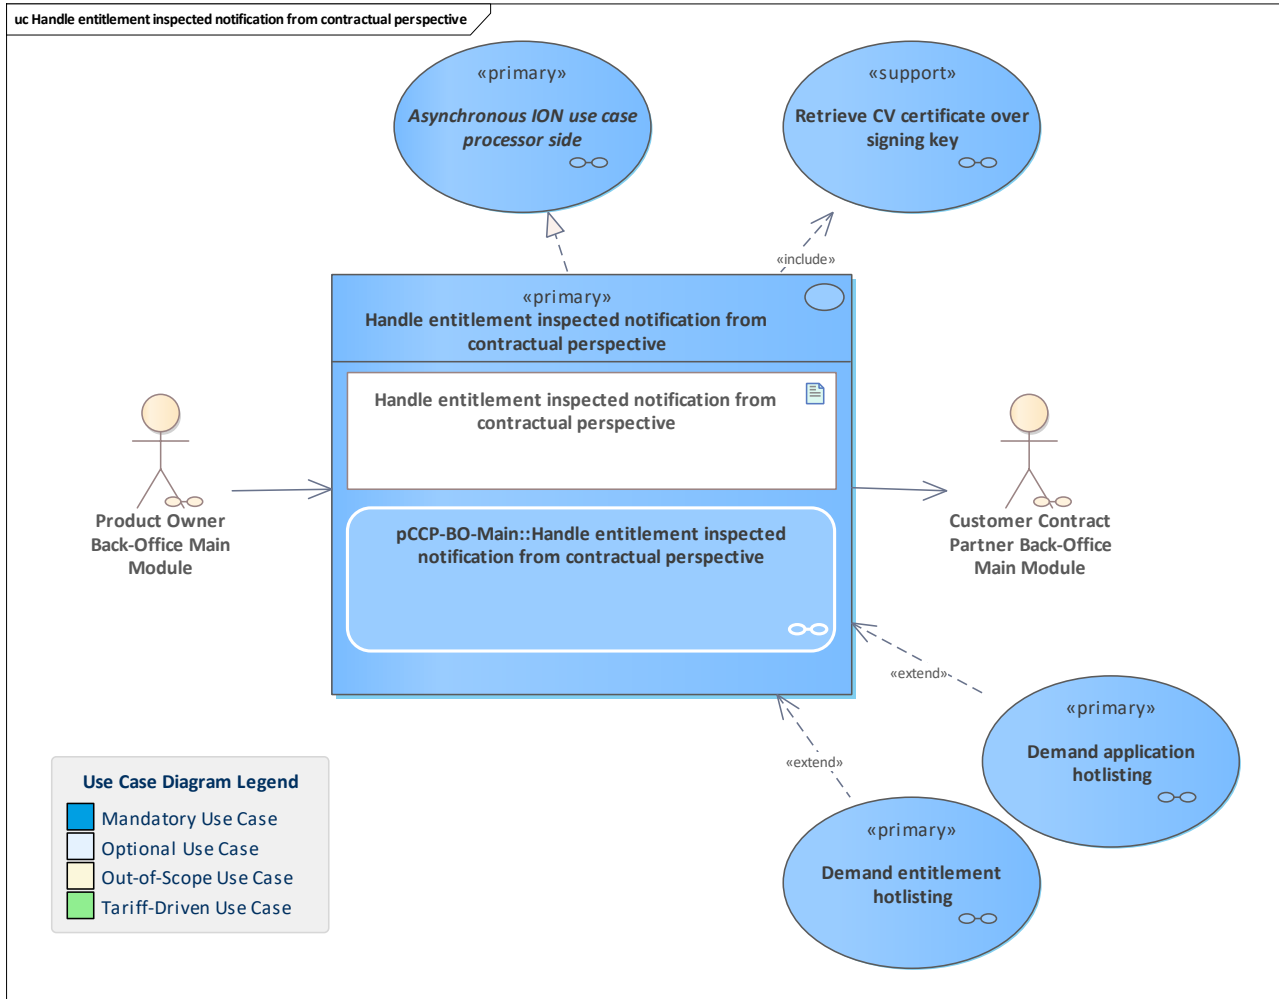 uc Handle entitlement inspected notification from contractual perspective
«primary»
Asynchronous ION use case
processor side
«support»
Retrieve CV certificate over
signing key
«include»
«primary»
Handle entitlement inspected notification from
contractual perspective
Handle entitlement inspected notification from
contractual perspective
pCCP-BO-Main::Handle entitlement inspected
notification from contractual perspective
Product Owner
Back-Office Main
Module
Customer Contract
Partner Back-Office
Main Module
«extend»
«extend»
«primary»
Demand application
hotlisting
«primary»
Demand entitlement
hotlisting
Use Case Diagram Legend
Mandatory Use Case
Optional Use Case
Out-of-Scope Use Case
Tariff-Driven Use Case